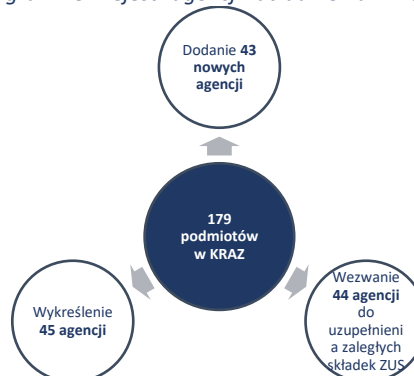 Dodanie 43
nowych
agencji
179
podmiotów
w KRAZ
Wykreślenie
45 agencji
Wezwanie
44 agencji
do
uzupełnieni
a zaległych
składek ZUS